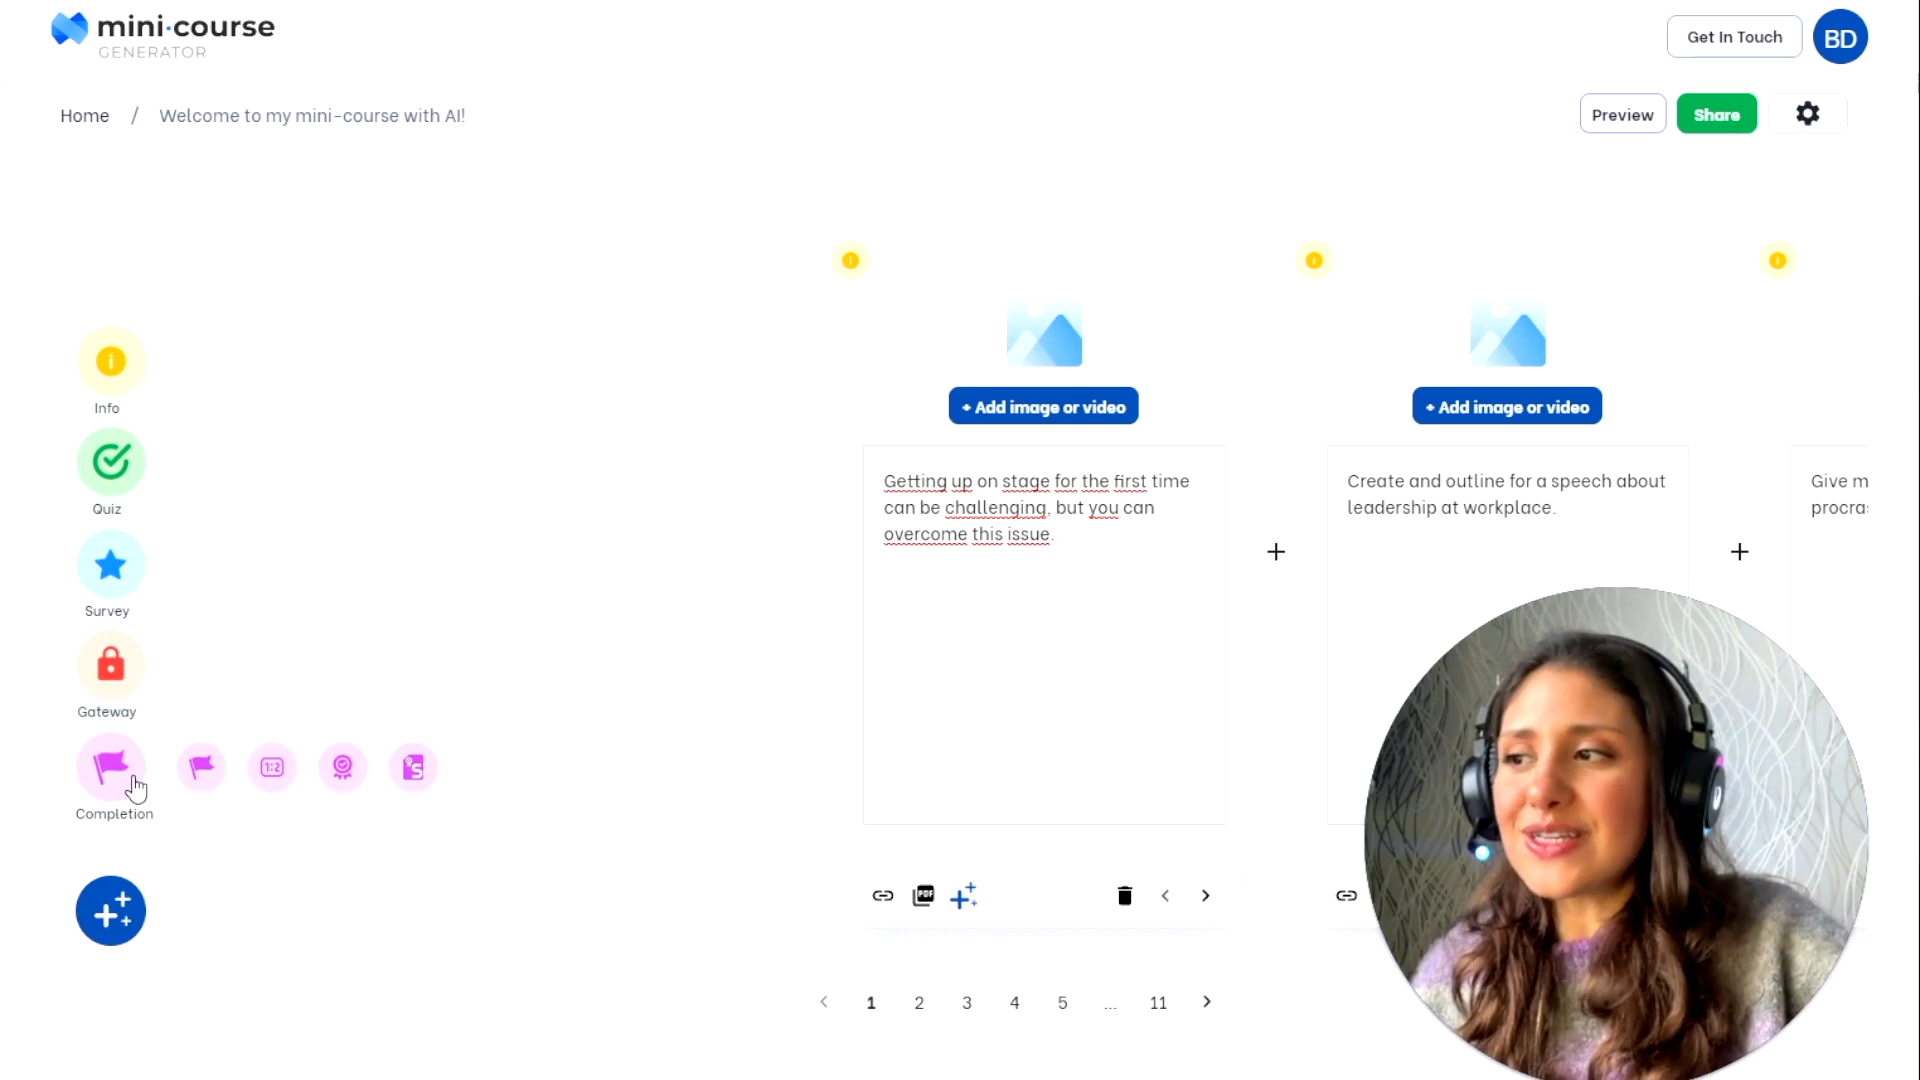 mini·course
GENERATOR
Get In Touch
BD
Home / Welcome to my mini-course with AI!
Preview
Share
+ Add image or video
+ Add image or video
Getting up on stage for the first time
can be challenging, but you can
overcome this issue.
Create and outline for a speech about
leadership at workplace.
Give m
procra
Info
Quiz
Survey
Gateway
1:2
S
Completion
PDF
1 2 3 4 5 ... 11